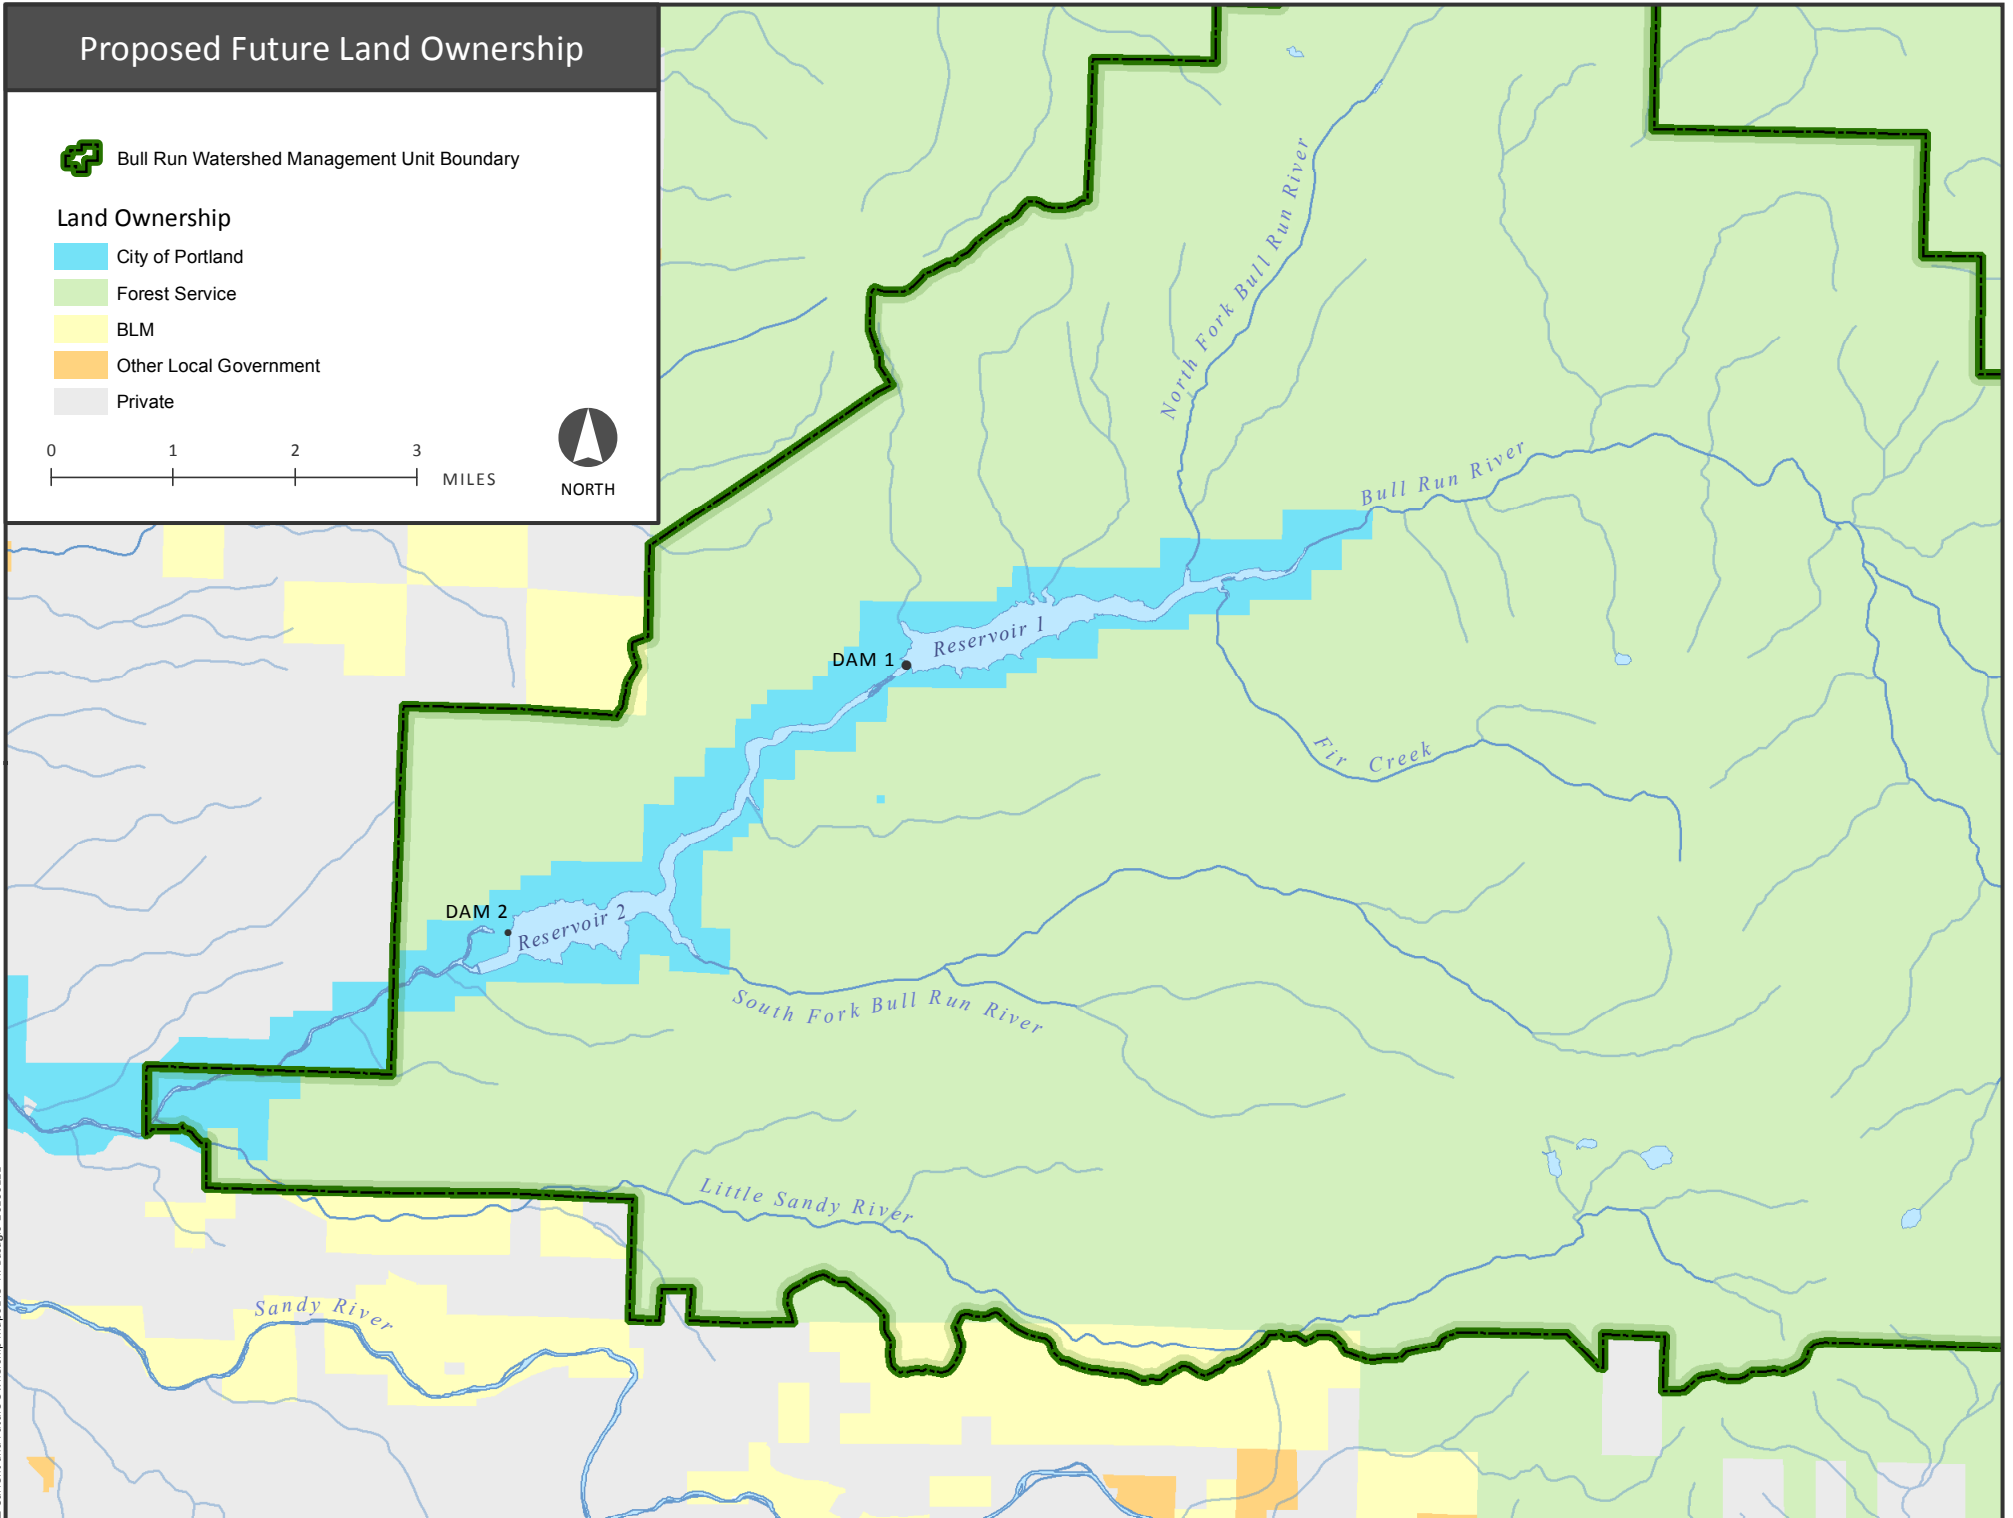 Proposed Future Land Ownership
Bull Run Watershed Management Unit Boundary
Land Ownership
City of Portland
Forest Service
BLM
Other Local Government
Private
0 1 2 3
MILES
NORTH
North Fork Bull Run River
Bull Run River
Reservoir 1
DAM 1
Fir Creek
DAM 2
Reservoir 2
South Fork Bull Run River
Little Sandy River
Sandy River